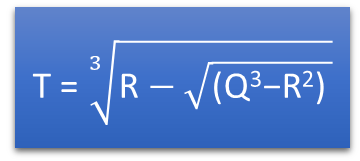 T = ∛(R − √(Q³−R²))